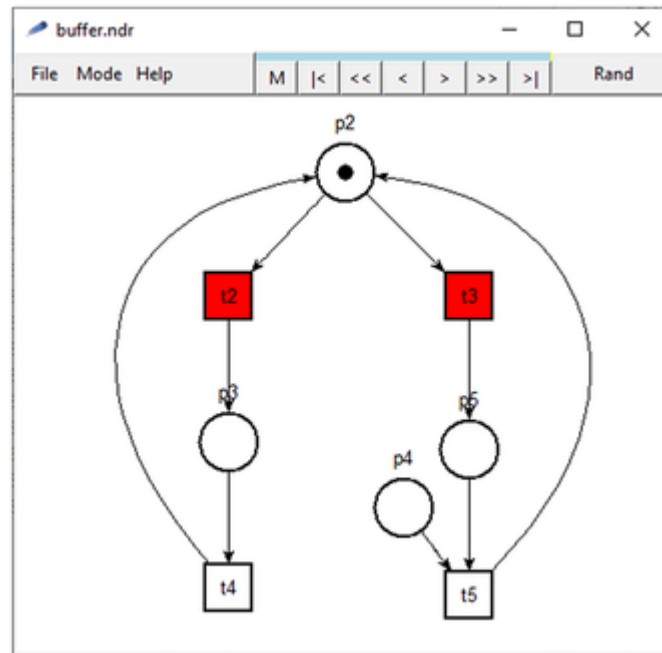 buffer.ndr
File Mode Help M |< << < > >> >| Rand
p2
t2 t3
p3 p5
p4
t4 t5